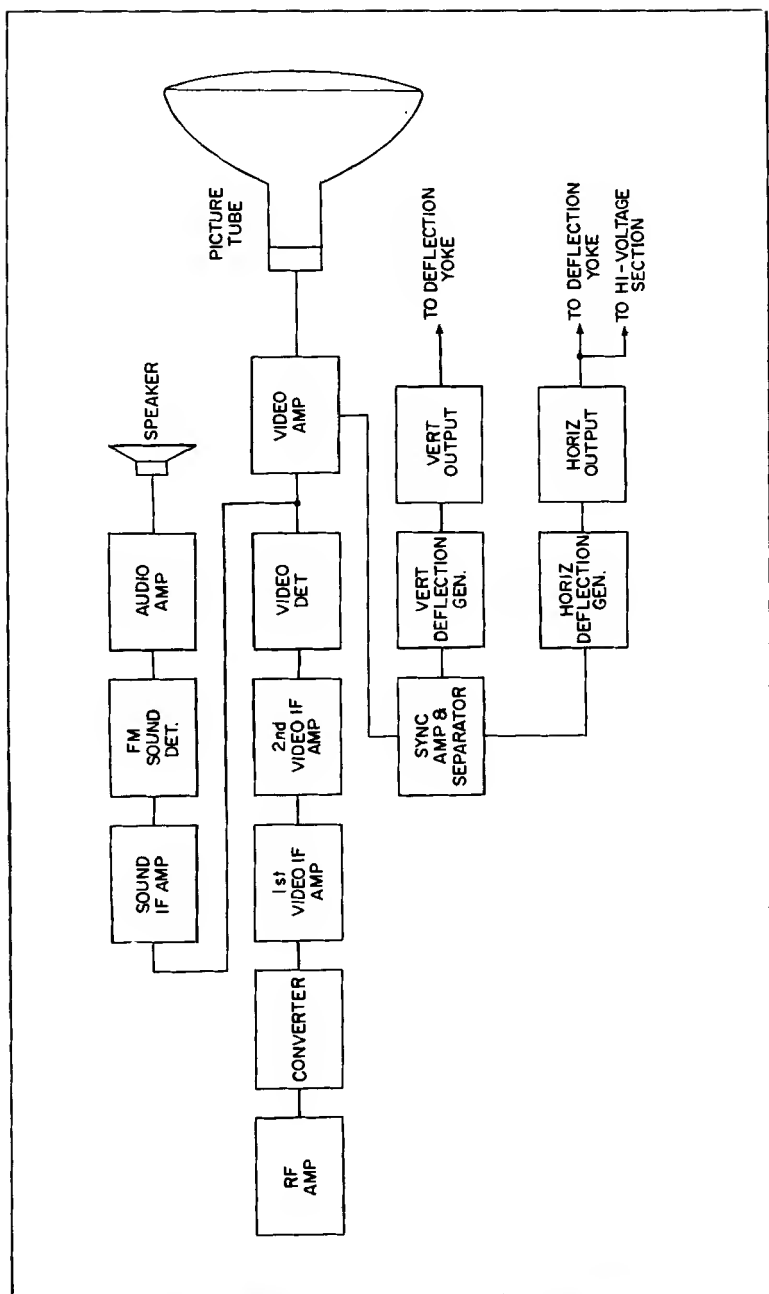 SOUND
IF AMP
FM
SOUND
DET.
AUDIO
AMP
SPEAKER
PICTURE
TUBE
RF
AMP
CONVERTER
1st
VIDEO IF
AMP
2nd
VIDEO IF
AMP
VIDEO
DET
VIDEO
AMP
SYNC
AMP &
SEPARATOR
VERT
DEFLECTION
GEN.
VERT
OUTPUT
TO DEFLECTION
YOKE
HORIZ
DEFLECTION
GEN.
HORIZ
OUTPUT
TO DEFLECTION
YOKE
TO HI-VOLTAGE
SECTION